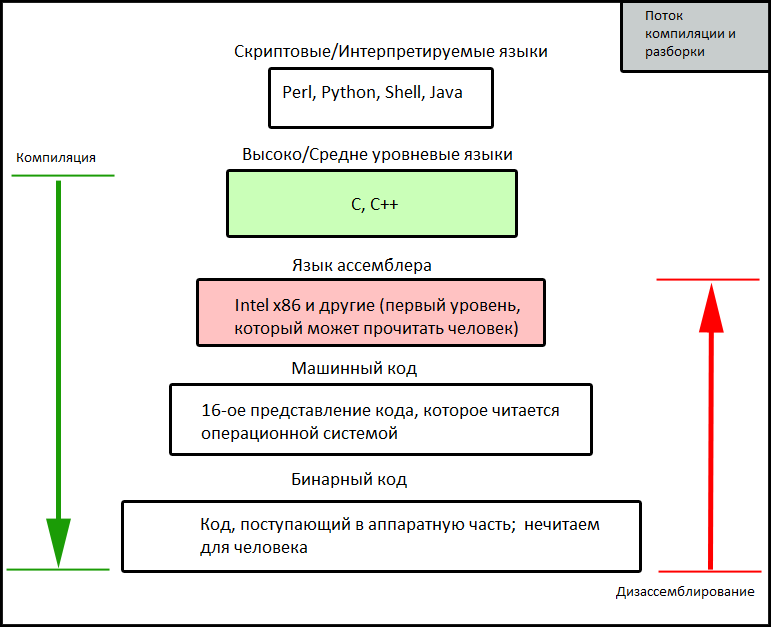 Поток
компиляции и
разборки
Скриптовые/Интерпретируемые языки
Perl, Python, Shell, Java
Компиляция
Высоко/Средне уровневые языки
C, C++
Язык ассемблера
Intel x86 и другие (первый уровень,
который может прочитать человек)
Машинный код
16-ое представление кода, которое читается
операционной системой
Бинарный код
Код, поступающий в аппаратную часть; нечитаем
для человека
Дизассемблирование